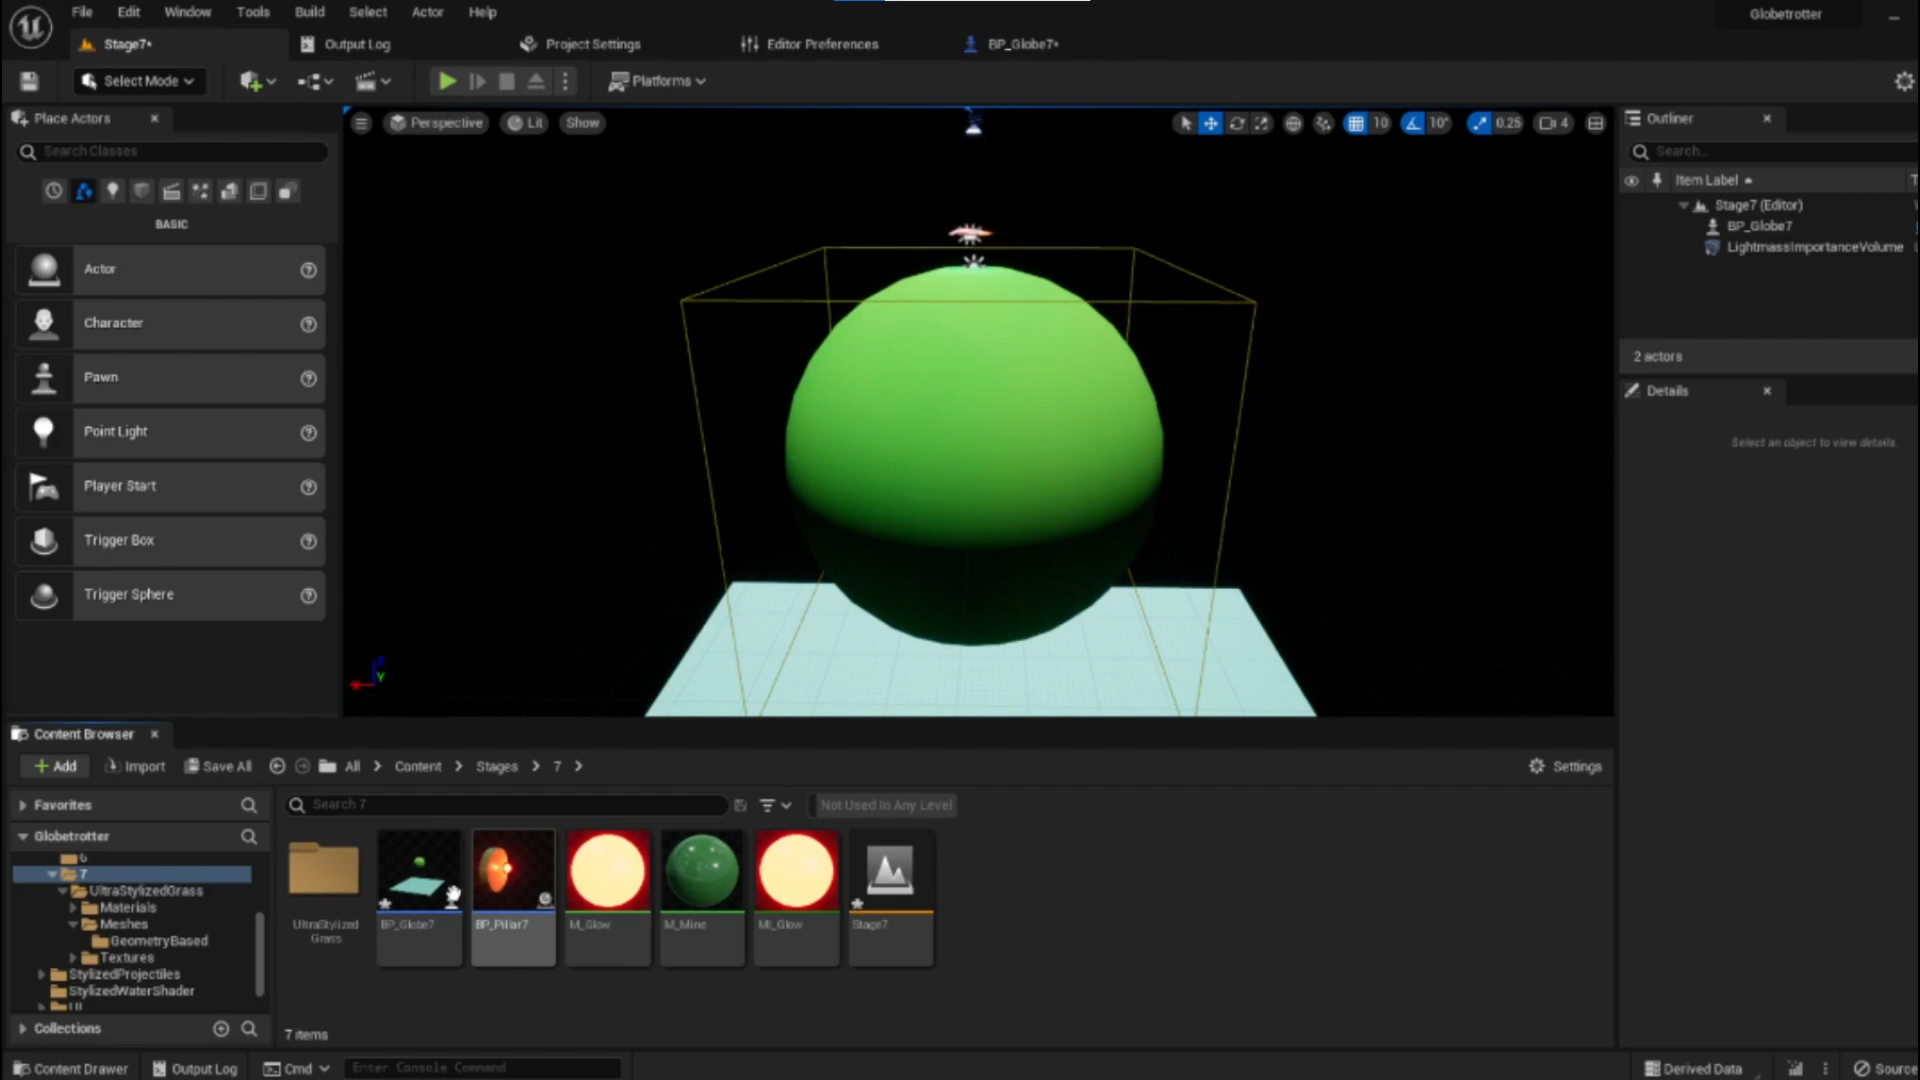 File Edit Window Tools Build Select Actor Help
Globetrotter
Stage7*
Output Log
Project Settings
Editor Preferences
BP_Globe7*
Select Mode
Platforms
Place Actors
Perspective
Lit
Show
10
10°
0.25
4
Outliner
Search Classes
Search...
Item Label
BASIC
Stage7 (Editor)
BP_Globe7
LightmassImportanceVolume
Actor
Character
Pawn
Point Light
Player Start
Trigger Box
Trigger Sphere
2 actors
Details
Select an object to view details.
Content Browser
Add
Import
Save All
All
Content
Stages
7
Settings
Favorites
Search 7
Not Used In Any Level
Globetrotter
6
7
UltraStylizedGrass
Materials
Meshes
GeometryBased
Textures
StylizedProjectiles
StylizedWaterShader
UltraStylized
Grass
BP_Globe7
BP_Pillar7
M_Glow
M_Mine
MI_Glow
Stage7
Collections
7 items
Content Drawer
Output Log
Cmd
Enter Console Command
Derived Data
Source